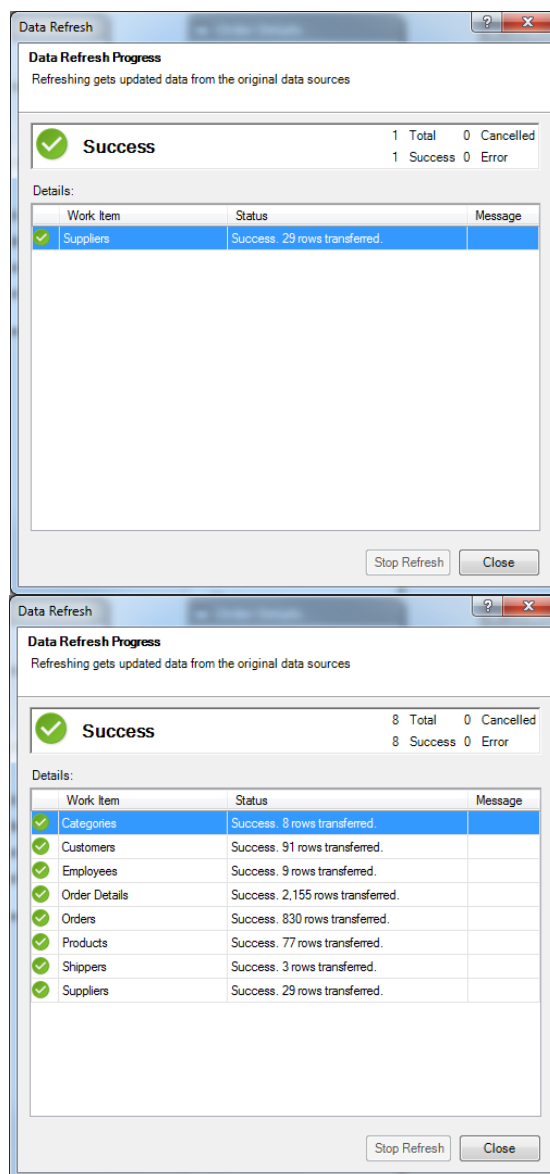 Data Refresh
Data Refresh Progress
Refreshing gets updated data from the original data sources
Success
1 Total 0 Cancelled
1 Success 0 Error
Details:
Work Item Status Message
Suppliers Success. 29 rows transferred.
Stop Refresh Close
Data Refresh
Data Refresh Progress
Refreshing gets updated data from the original data sources
Success
8 Total 0 Cancelled
8 Success 0 Error
Details:
Work Item Status Message
Categories Success. 8 rows transferred.
Customers Success. 91 rows transferred.
Employees Success. 9 rows transferred.
Order Details Success. 2,155 rows transferred.
Orders Success. 830 rows transferred.
Products Success. 77 rows transferred.
Shippers Success. 3 rows transferred.
Suppliers Success. 29 rows transferred.
Stop Refresh Close